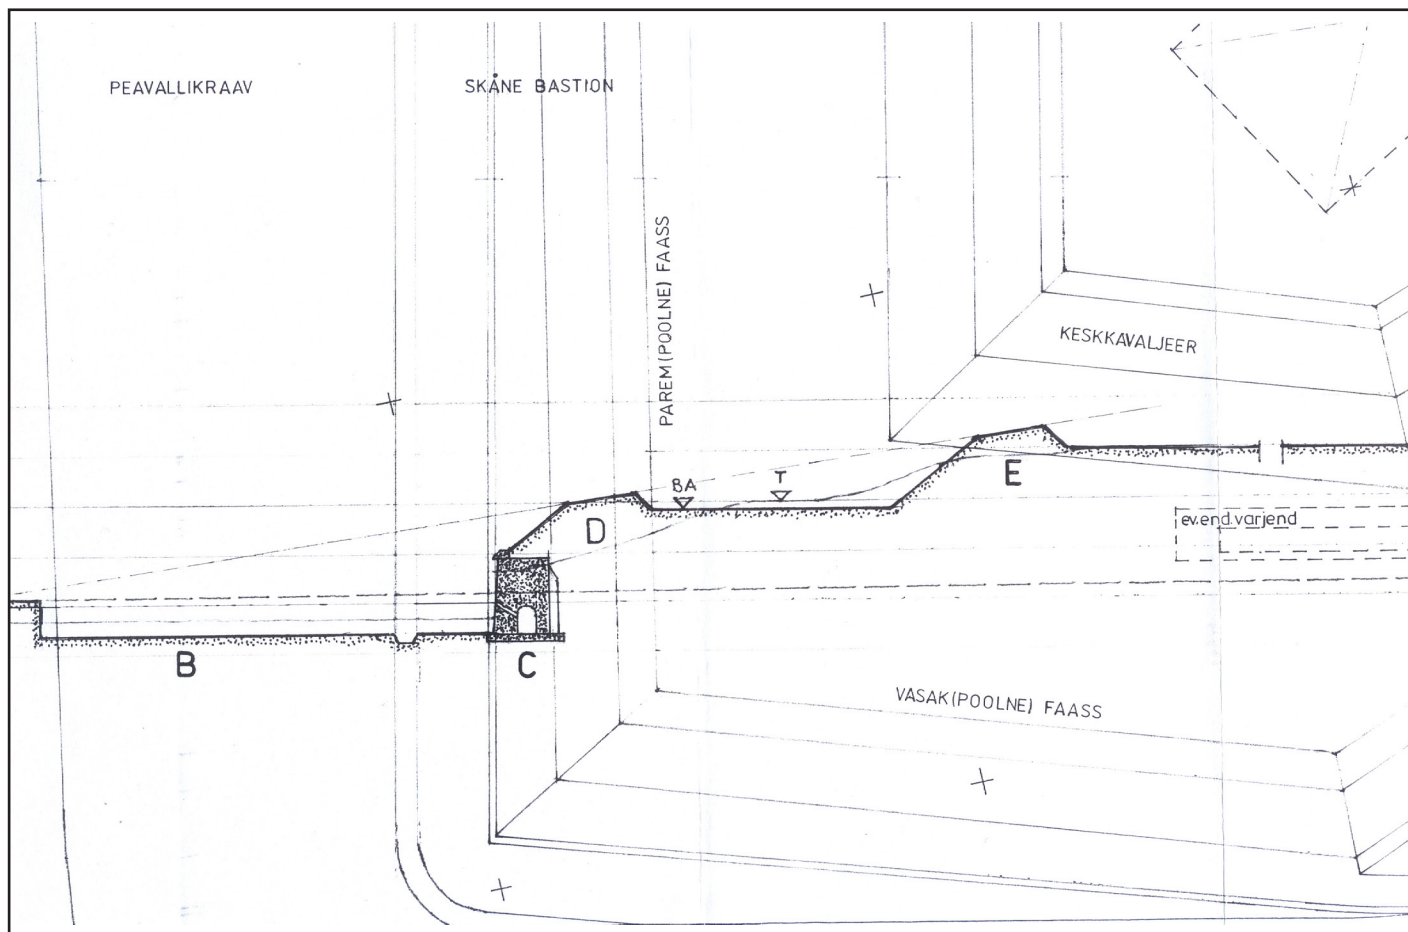 PEAVALLIKRAAV
SKÅNE BASTION
PAREM(POOLNE) FAASS
KESKKAVALJEER
BA
T
E
D
ev.end.varjend
B
C
VASAK(POOLNE) FAASS